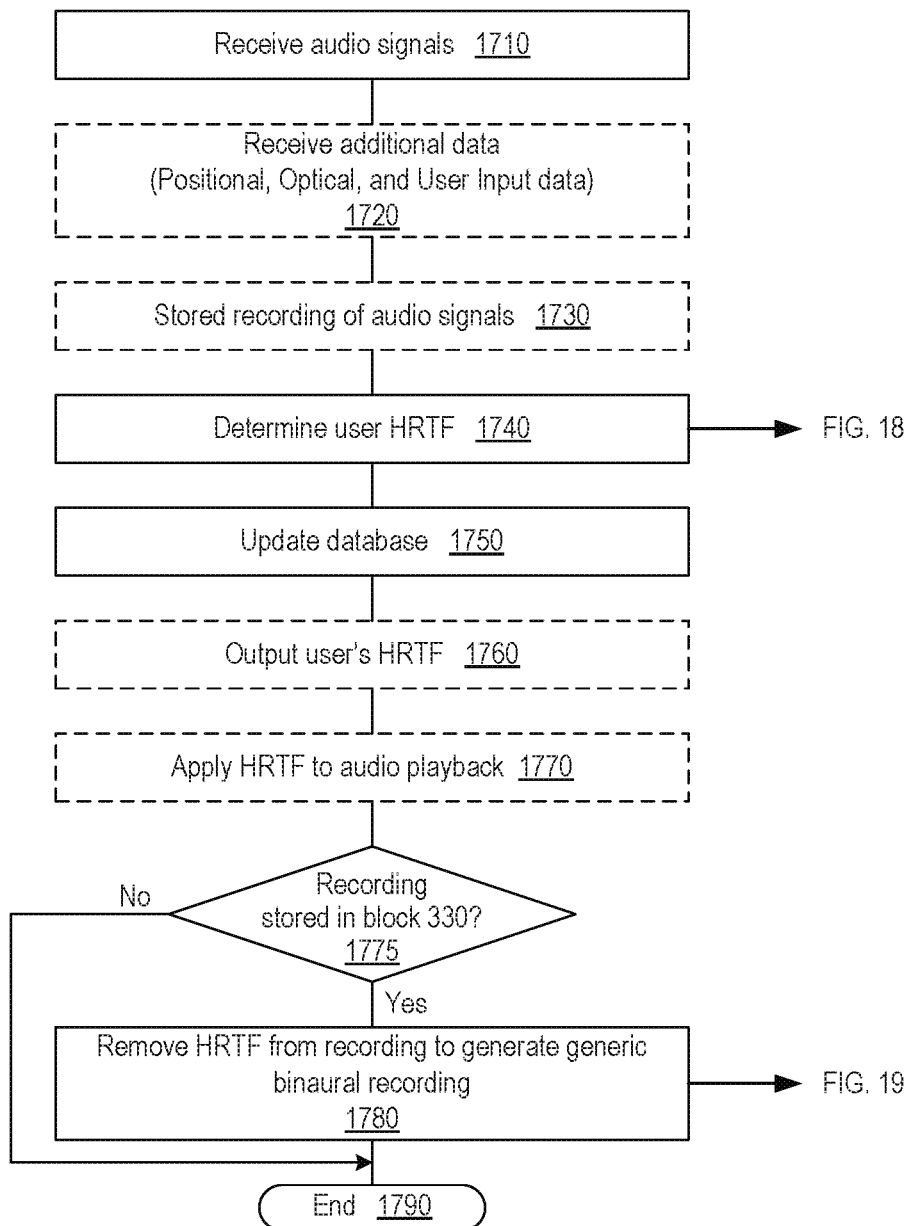 Receive audio signals 1710
Receive additional data
(Positional, Optical, and User Input data)
1720
Stored recording of audio signals 1730
Determine user HRTF 1740
FIG. 18
Update database 1750
Output user's HRTF 1760
Apply HRTF to audio playback 1770
No
Recording
stored in block 330?
1775
Yes
Remove HRTF from recording to generate generic
binaural recording
1780
FIG. 19
End 1790